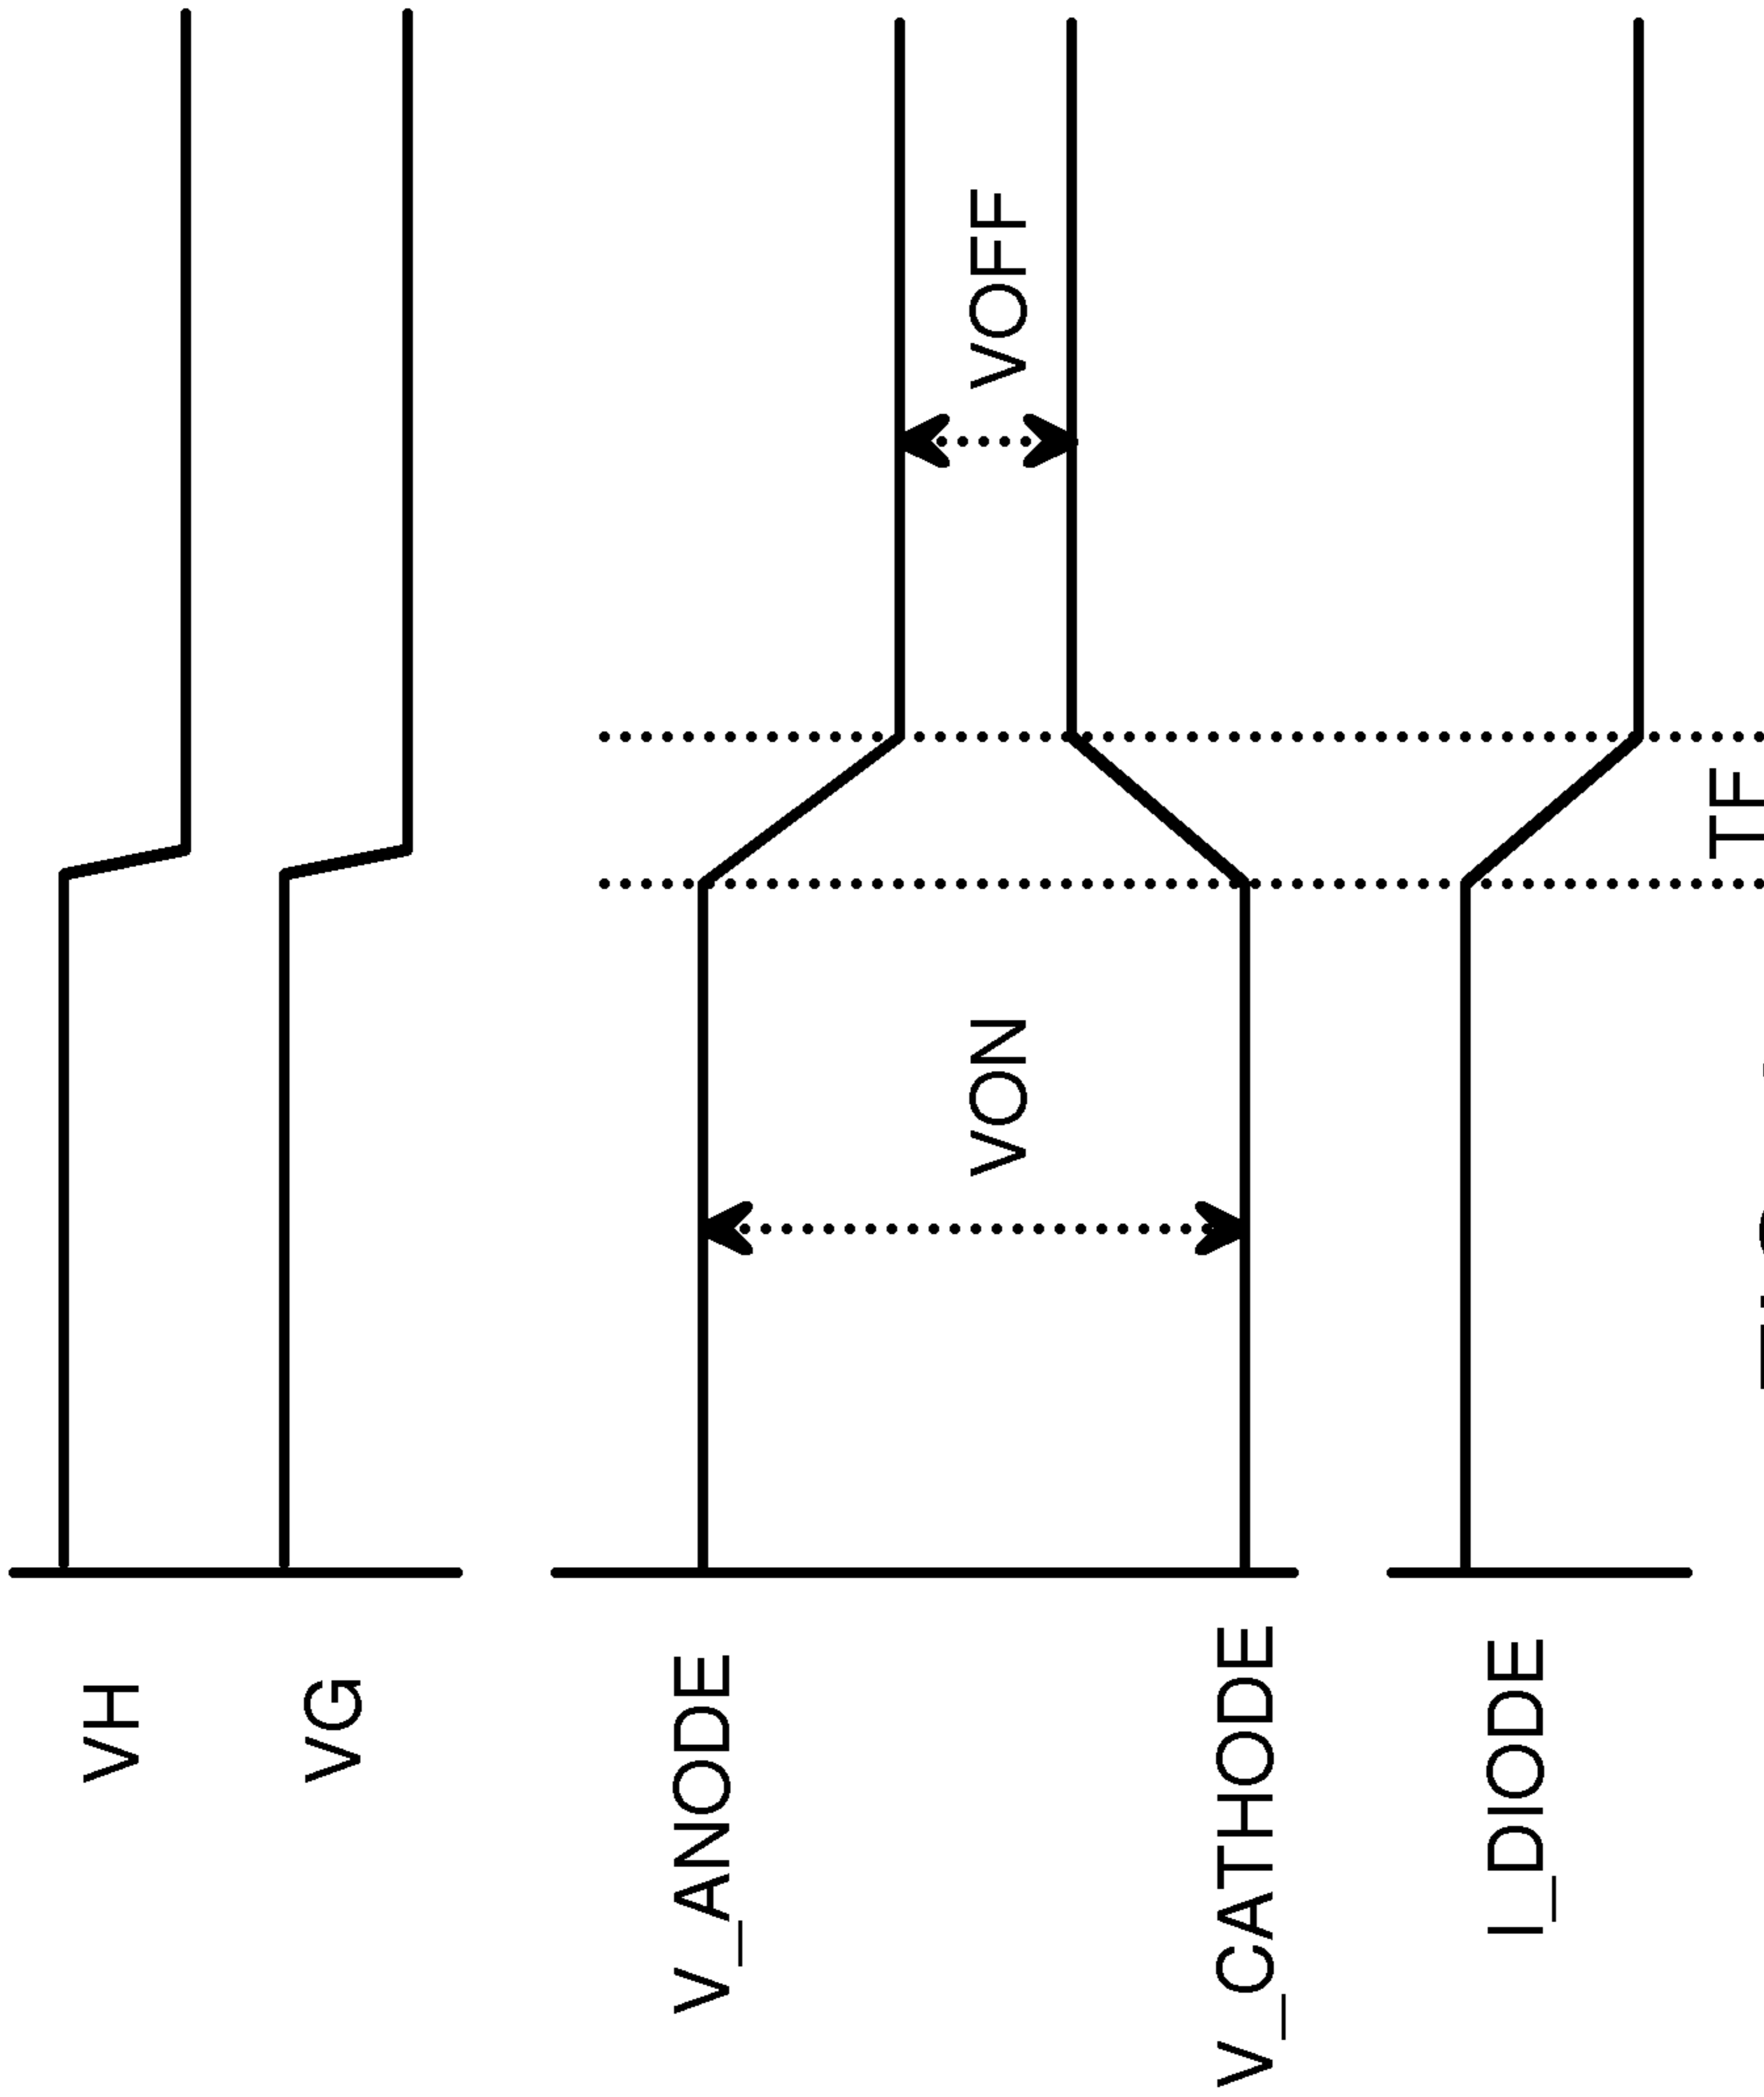 VH
VG
V_ANODE
VON
VOFF
V_CATHODE
I_DIODE
TF